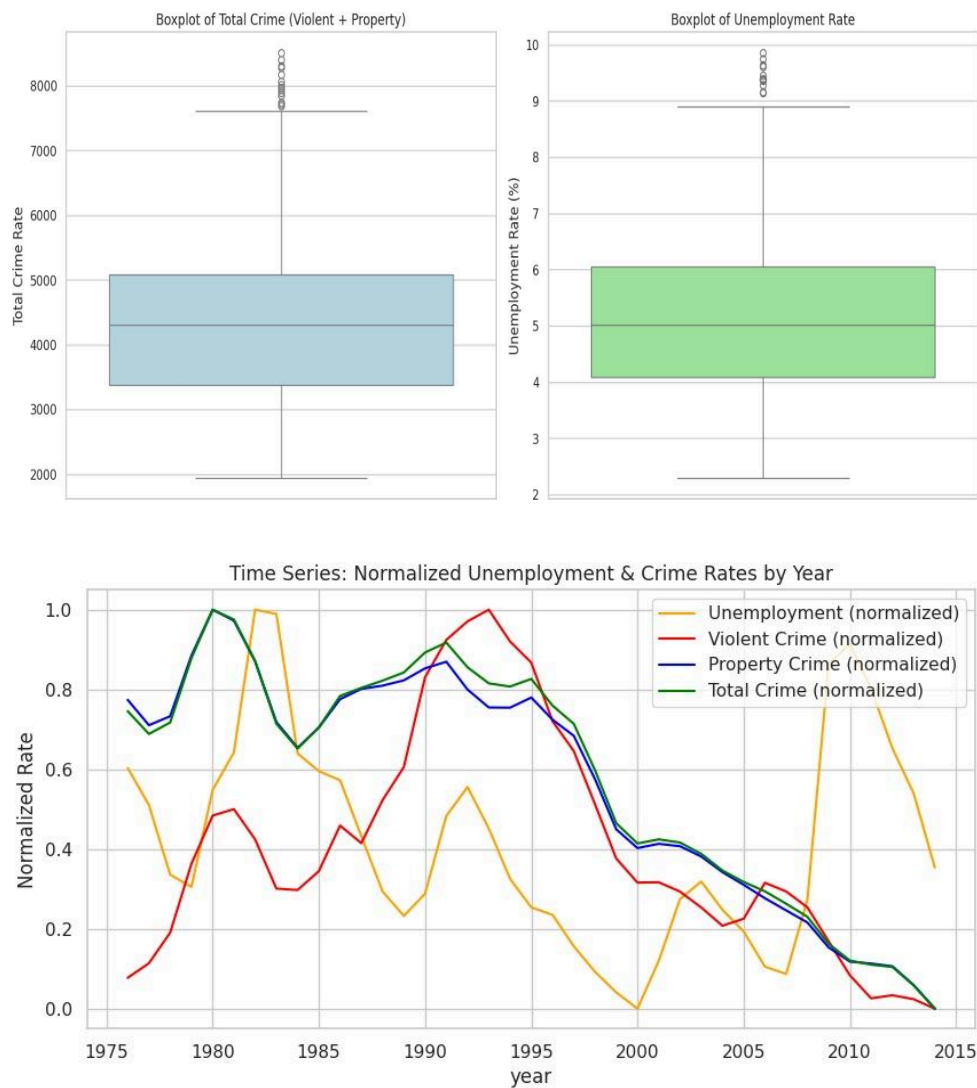 Boxplot of Total Crime (Violent + Property)
Total Crime Rate
8000
7000
6000
5000
4000
3000
2000
Boxplot of Unemployment Rate
Unemployment Rate (%)
10
9
8
7
6
5
4
3
2
Time Series: Normalized Unemployment & Crime Rates by Year
Normalized Rate
1.0
0.8
0.6
0.4
0.2
0.0
Unemployment (normalized)
Violent Crime (normalized)
Property Crime (normalized)
Total Crime (normalized)
1975 1980 1985 1990 1995 2000 2005 2010 2015
year